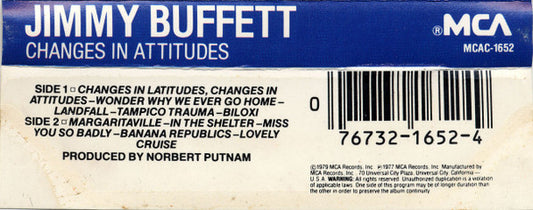 JIMMY BUFFETT
CHANGES IN ATTITUDES
® MCA
MCAC-1652
SIDE 1 □ CHANGES IN LATITUDES, CHANGES IN
ATTITUDES–WONDER WHY WE EVER GO HOME–
LANDFALL–TAMPICO TRAUMA–BILOXI
SIDE 2 □ MARGARITAVILLE–IN THE SHELTER–MISS
YOU SO BADLY–BANANA REPUBLICS–LOVELY
CRUISE
PRODUCED BY NORBERT PUTNAM
0
76732-1652-4
©1979 MCA Records, Inc. ℗1977 MCA Records, Inc. Manufactured by
MCA Records, Inc. 70 Universal City Plaza, Universal City, California —
U.S.A. WARNING: All rights reserved. Unauthorized duplication is a violation
of applicable laws. One side of this program may be of longer duration than
the other in order to preserve the album continuity